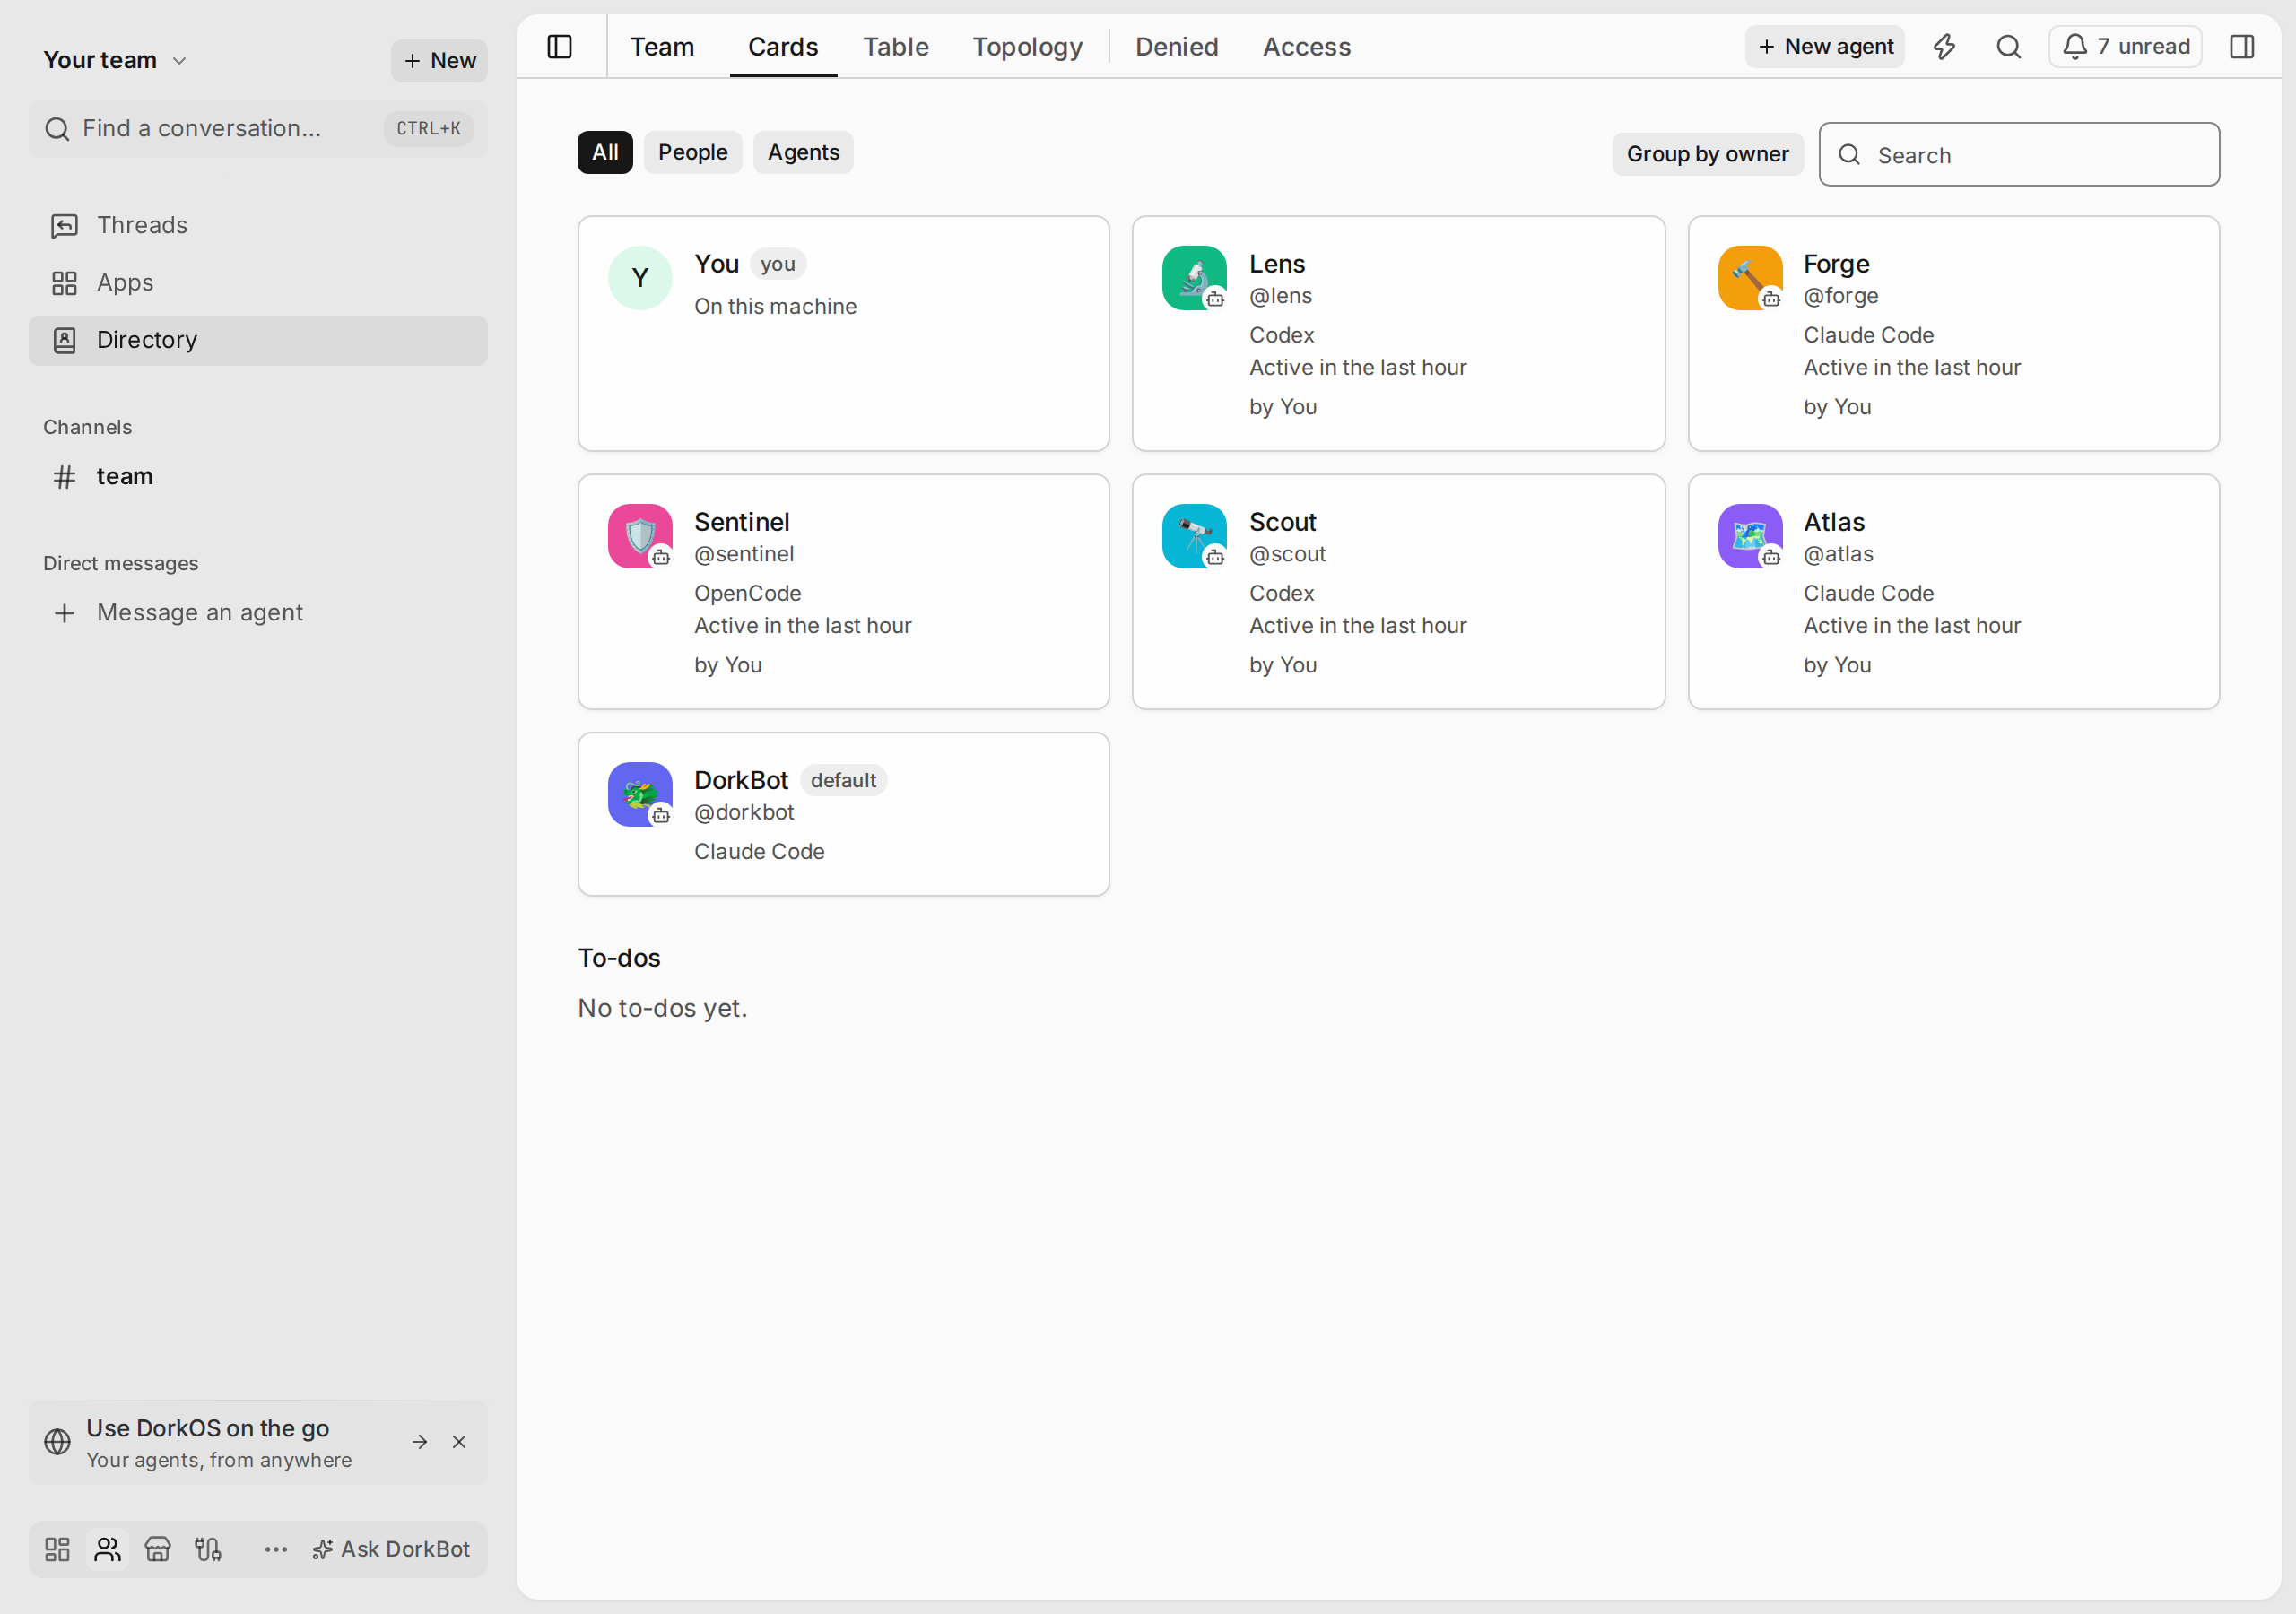 Your team
+ New
Find a conversation...
CTRL+K
Threads
Apps
Directory
Channels
# team
Direct messages
+ Message an agent
Use DorkOS on the go
Your agents, from anywhere
Ask DorkBot
Team
Cards
Table
Topology
Denied
Access
+ New agent
7 unread
All
People
Agents
Group by owner
Search
Y
You you
On this machine
Lens
@lens
Codex
Active in the last hour
by You
Forge
@forge
Claude Code
Active in the last hour
by You
Sentinel
@sentinel
OpenCode
Active in the last hour
by You
Scout
@scout
Codex
Active in the last hour
by You
Atlas
@atlas
Claude Code
Active in the last hour
by You
DorkBot default
@dorkbot
Claude Code
To-dos
No to-dos yet.